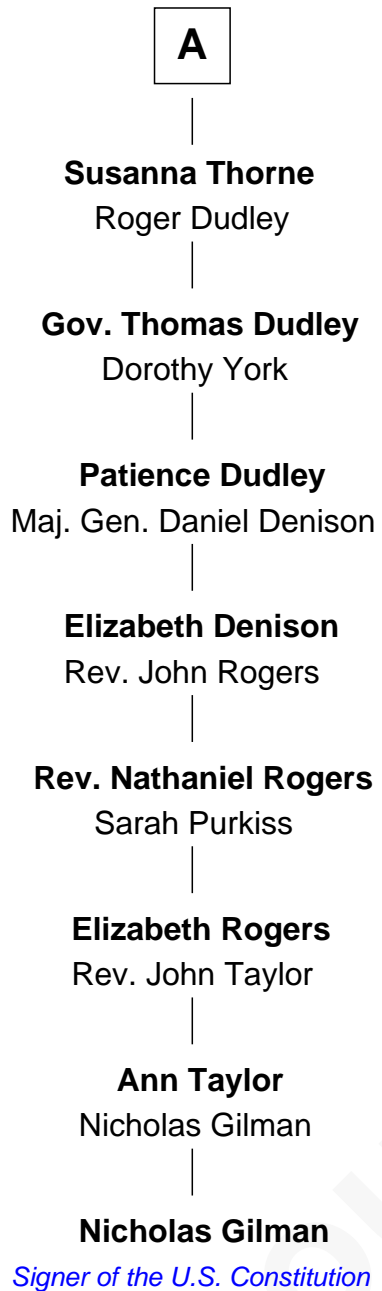 A
Susanna Thorne
Roger Dudley
Gov. Thomas Dudley
Dorothy York
Patience Dudley
Maj. Gen. Daniel Denison
Elizabeth Denison
Rev. John Rogers
Rev. Nathaniel Rogers
Sarah Purkiss
Elizabeth Rogers
Rev. John Taylor
Ann Taylor
Nicholas Gilman
Nicholas Gilman
Signer of the U.S. Constitution